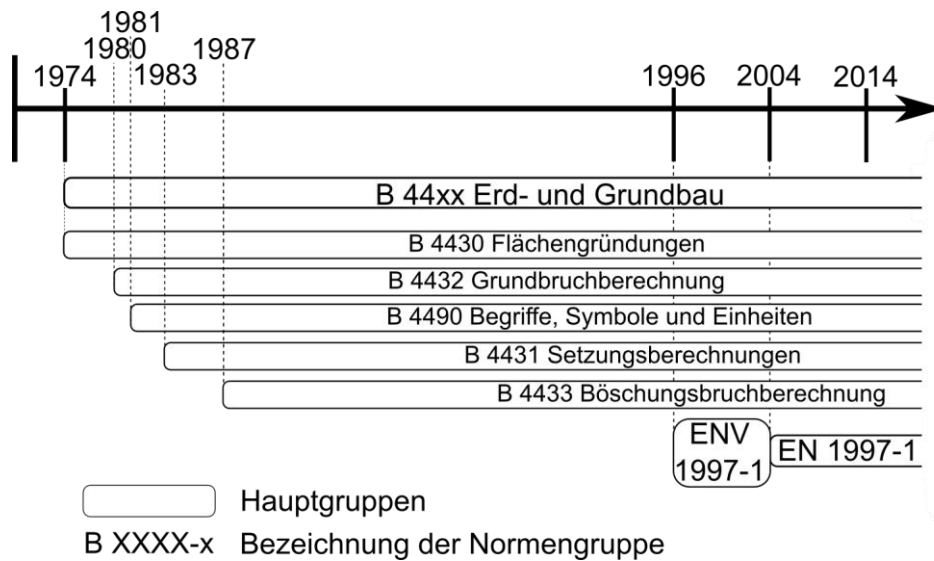 1981
1980 1987
1974 1983 1996 2004 2014
B 44xx Erd- und Grundbau
B 4430 Flächengründungen
B 4432 Grundbruchberechnung
B 4490 Begriffe, Symbole und Einheiten
B 4431 Setzungsberechnungen
B 4433 Böschungsbruchberechnung
ENV
1997-1
EN 1997-1
Hauptgruppen
B XXXX-x Bezeichnung der Normengruppe